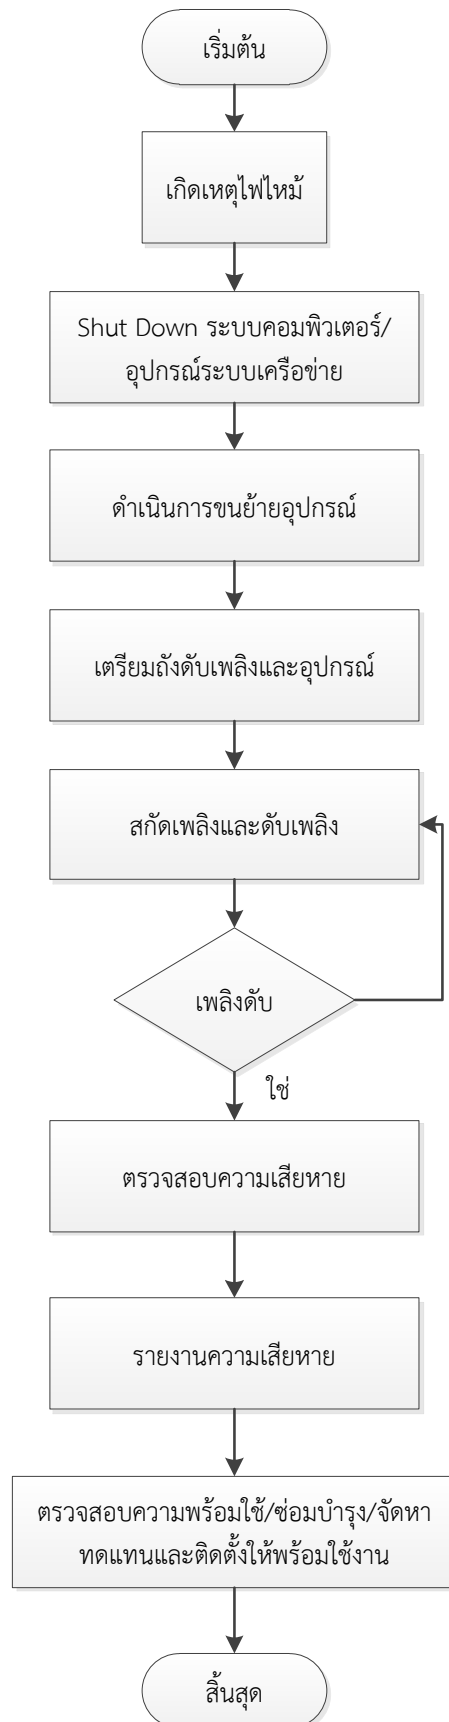 เริ่มต้น
เกิดเหตุไฟไหม้
Shut Down ระบบคอมพิวเตอร์/
อุปกรณ์ระบบเครือข่าย
ดำเนินการขนย้ายอุปกรณ์
เตรียมถังดับเพลิงและอุปกรณ์
สกัดเพลิงและดับเพลิง
เพลิงดับ
ใช่
ตรวจสอบความเสียหาย
รายงานความเสียหาย
ตรวจสอบความพร้อมใช้/ซ่อมบำรุง/จัดหา
ทดแทนและติดตั้งให้พร้อมใช้งาน
สิ้นสุด